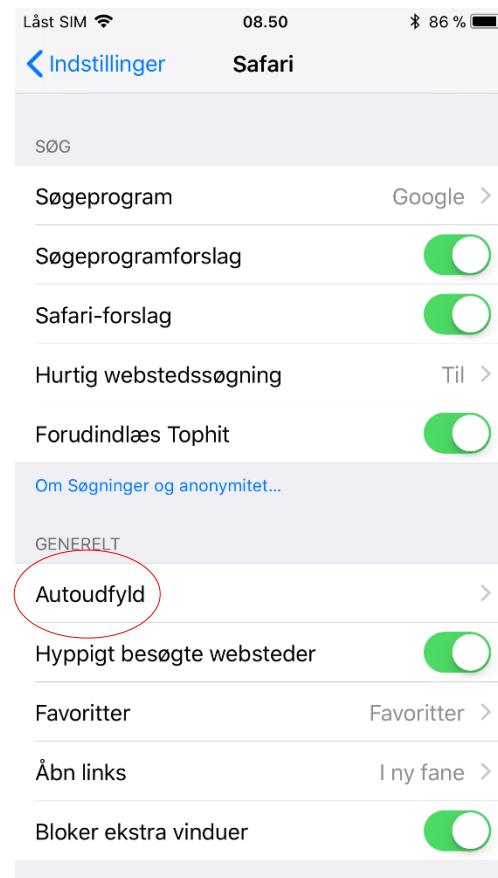 Låst SIM 08.50 86 %
Indstillinger Safari
SØG
Søgeprogram Google
Søgeprogramforslag
Safari-forslag
Hurtig webstedssøgning Til
Forudindlæs Tophit
Om Søgninger og anonymitet...
GENERELT
Autoudfyld
Hyppigt besøgte websteder
Favoritter Favoritter
Åbn links I ny fane
Bloker ekstra vinduer